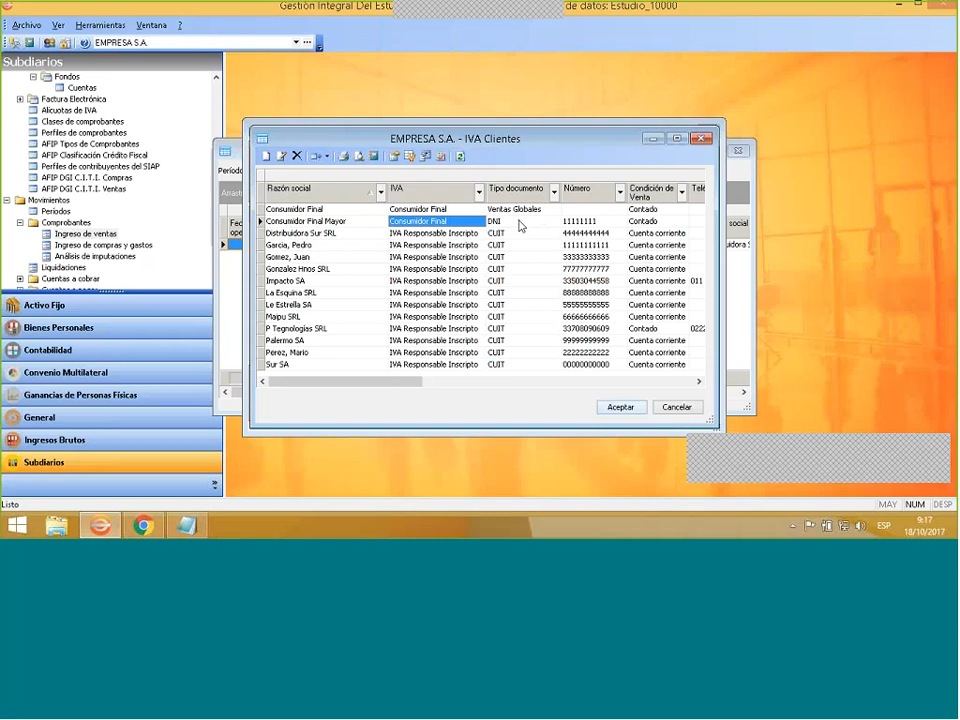 Gestión Integral Del Estu de datos: Estudio_10000
Archivo Ver Herramientas Ventana ?
EMPRESA S.A.
Subdiarios
Fondos
Cuentas
Factura Electrónica
Alícuotas de IVA
Clases de comprobantes
Perfiles de comprobantes
AFIP Tipos de Comprobantes
AFIP Clasificación Crédito Fiscal
Perfiles de contribuyentes del SIAP
AFIP DGI C.I.T.I. Compras
AFIP DGI C.I.T.I. Ventas
Movimientos
Períodos
Comprobantes
Ingreso de ventas
Ingreso de compras y gastos
Análisis de imputaciones
Liquidaciones
Cuentas a cobrar
Activo Fijo
Bienes Personales
Contabilidad
Convenio Multilateral
Ganancias de Personas Físicas
General
Ingresos Brutos
Subdiarios
Período
Arrast
Fec
ope
social
EMPRESA S.A. - IVA Clientes
Razón social IVA Tipo documento Número Condición de Venta Telé
Consumidor Final Consumidor Final Ventas Globales Contado
Consumidor Final Mayor Consumidor Final DNI 11111111 Contado
Distribuidora Sur SRL IVA Responsable Inscripto CUIT 44444444444 Cuenta corriente
Garcia, Pedro IVA Responsable Inscripto CUIT 11111111111 Cuenta corriente
Gomez, Juan IVA Responsable Inscripto CUIT 33333333333 Cuenta corriente
Gonzalez Hnos SRL IVA Responsable Inscripto CUIT 77777777777 Cuenta corriente
Impacto SA IVA Responsable Inscripto CUIT 33503044558 Cuenta corriente 011
La Esquina SRL IVA Responsable Inscripto CUIT 88888888888 Cuenta corriente
Le Estrella SA IVA Responsable Inscripto CUIT 55555555555 Cuenta corriente
Maipu SRL IVA Responsable Inscripto CUIT 66666666666 Cuenta corriente
P Tegnologias SRL IVA Responsable Inscripto CUIT 33708090609 Contado 0222
Palermo SA IVA Responsable Inscripto CUIT 99999999999 Cuenta corriente
Perez, Mario IVA Responsable Inscripto CUIT 22222222222 Cuenta corriente
Sur SA IVA Responsable Inscripto CUIT 00000000000 Cuenta corriente
Aceptar Cancelar
Listo MAY NUM DESP
ESP 9:17
18/10/2017